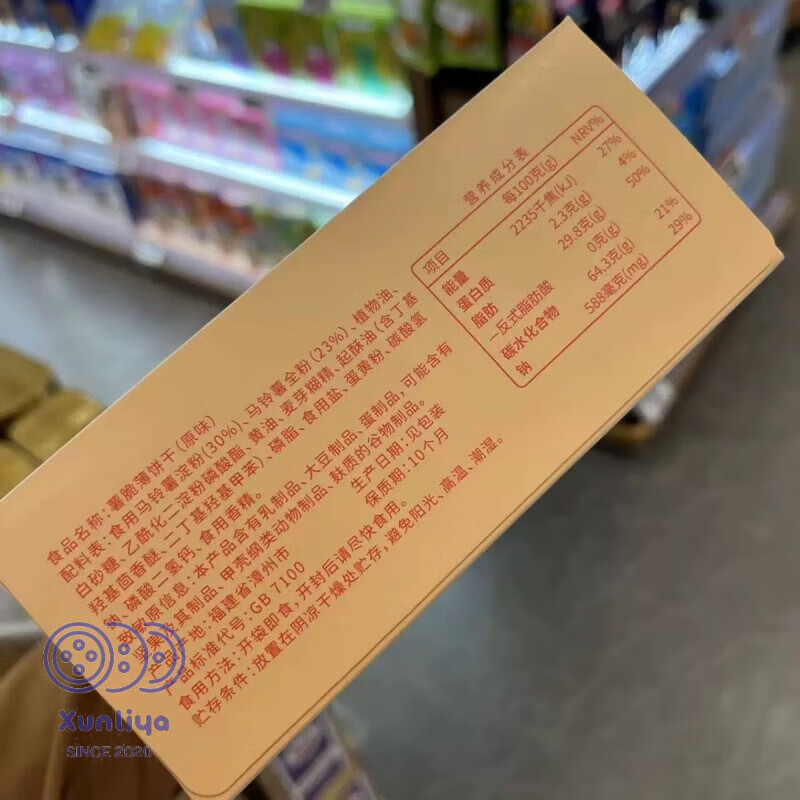 食品名称:薯脆薄饼干(原味)
配料表:食用马铃薯淀粉(30%)、马铃薯全粉(23%)、植物油、
白砂糖、乙酰化二淀粉磷酸酯、黄油、麦芽糊精、起酥油(含丁基
羟基茴香醚、二丁基羟基甲苯)、磷脂、食用盐、蛋黄粉、碳酸氢
钠、磷酸二氢钙、食用香精。
致敏原信息:本产品含有乳制品、大豆制品、蛋制品,可能含有
坚果及其制品、甲壳纲类动物制品、麸质的谷物制品。
产品产地:福建省漳州市 生产日期:见包装
产品标准代号:GB 7100 保质期:10个月
食用方法:开袋即食,开封后请尽快食用。
贮存条件:放置在阴凉干燥处贮存,避免阳光、高温、潮湿。
营养成分表
项目 每100克(g) NRV%
能量 2235千焦(kJ) 27%
蛋白质 2.3克(g) 4%
脂肪 29.8克(g) 50%
—反式脂肪酸 0克(g)
碳水化合物 64.3克(g) 21%
钠 588毫克(mg) 29%
Xunliya
SINCE 2020